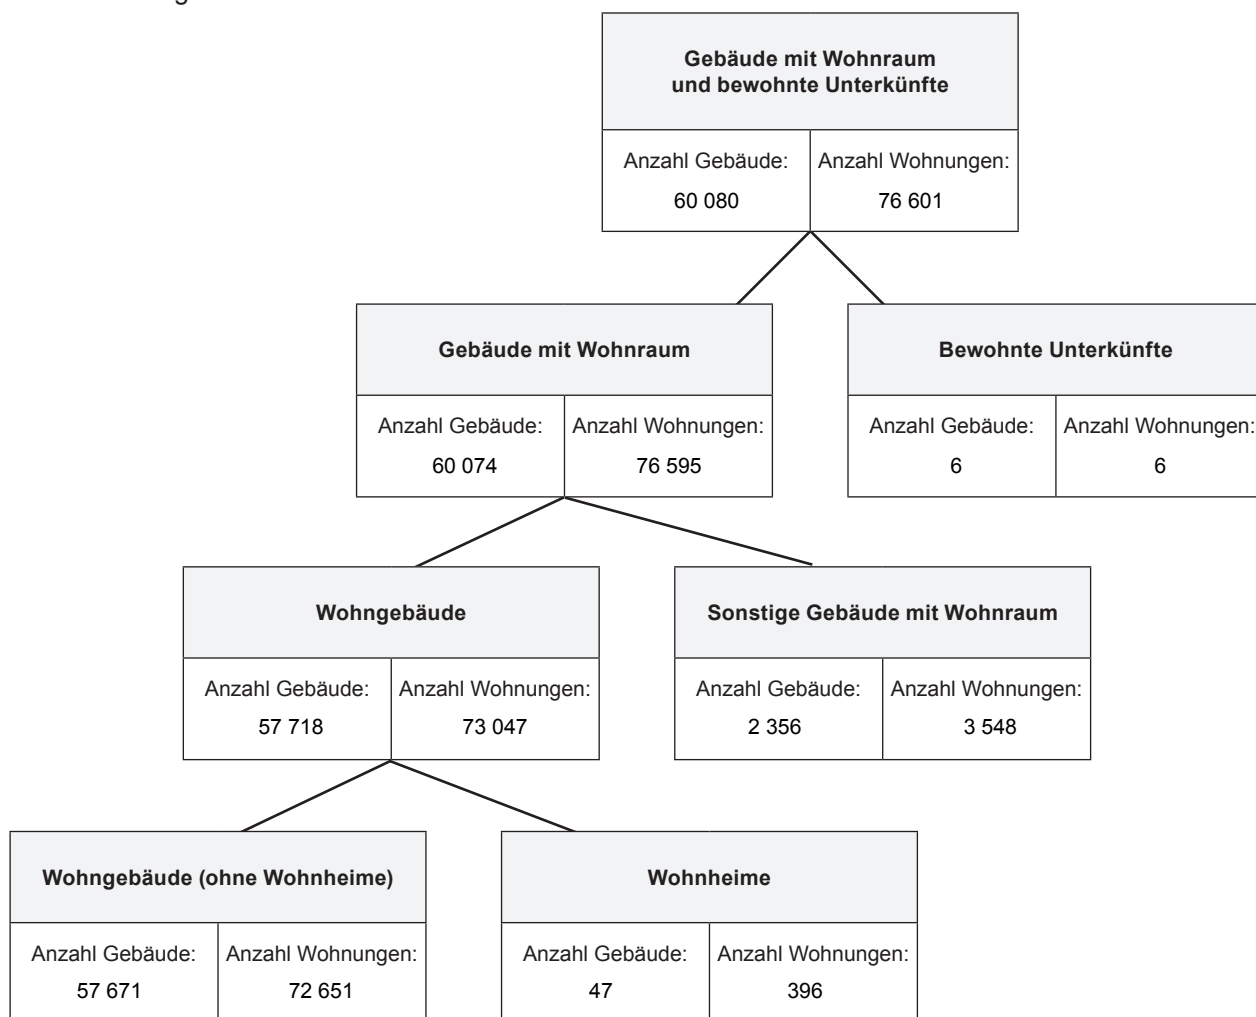 Gebäude mit Wohnraum
und bewohnte Unterkünfte
Anzahl Gebäude: Anzahl Wohnungen:
60 080 76 601
Gebäude mit Wohnraum Bewohnte Unterkünfte
Anzahl Gebäude: Anzahl Wohnungen: Anzahl Gebäude: Anzahl Wohnungen:
60 074 76 595 6 6
Wohngebäude Sonstige Gebäude mit Wohnraum
Anzahl Gebäude: Anzahl Wohnungen: Anzahl Gebäude: Anzahl Wohnungen:
57 718 73 047 2 356 3 548
Wohngebäude (ohne Wohnheime) Wohnheime
Anzahl Gebäude: Anzahl Wohnungen: Anzahl Gebäude: Anzahl Wohnungen:
57 671 72 651 47 396